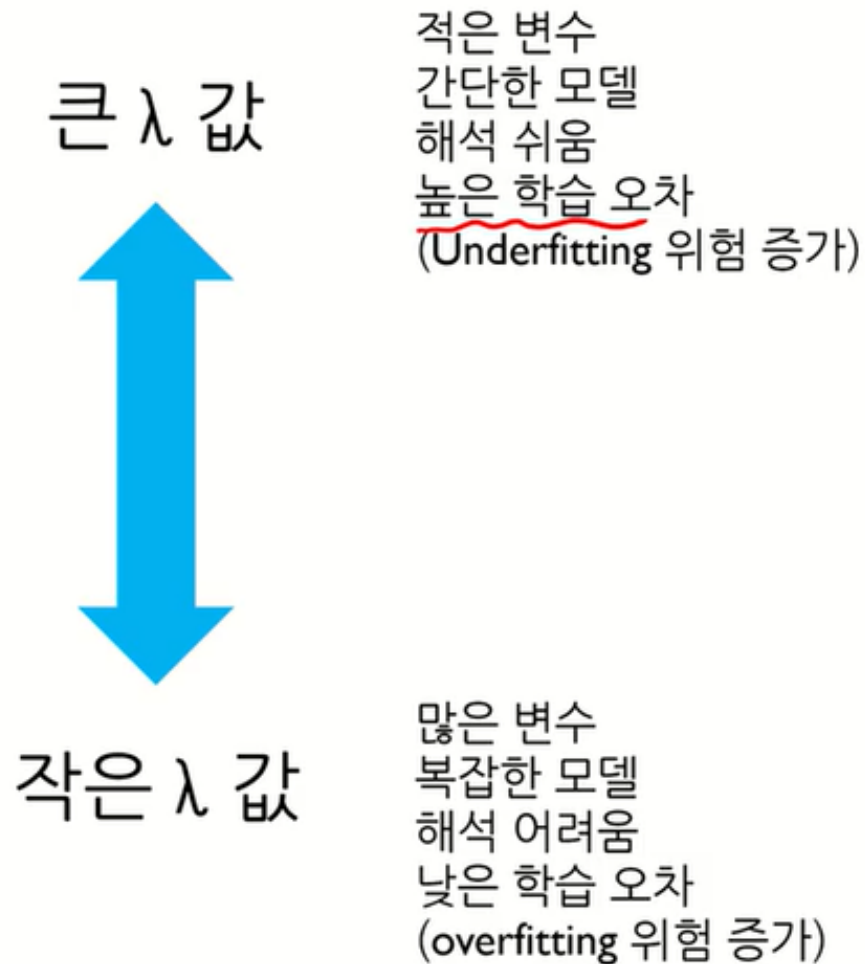 큰 λ 값
적은 변수
간단한 모델
해석 쉬움
높은 학습 오차
(Underfitting 위험 증가)
작은 λ 값
많은 변수
복잡한 모델
해석 어려움
낮은 학습 오차
(overfitting 위험 증가)